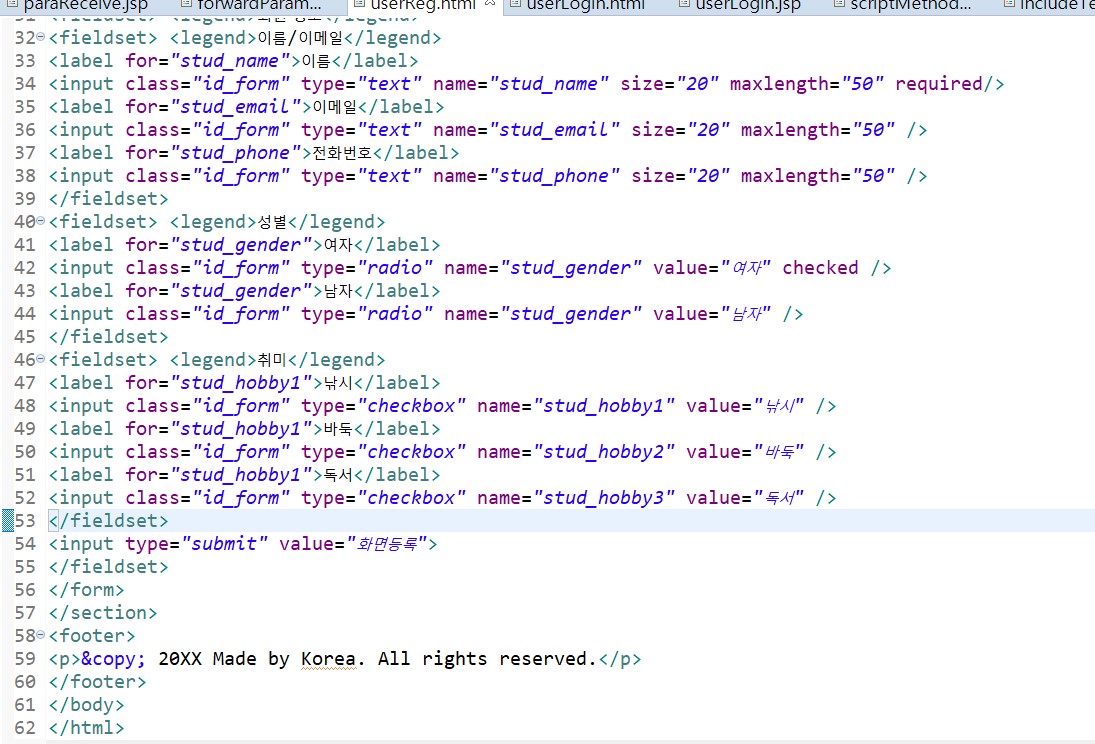 paraReceive.jsp forwardParam... userReg.html userLogin.html userLogin.jsp scriptMethod...
32 <fieldset> <legend>이름/이메일</legend>
33 <label for="stud_name">이름</label>
34 <input class="id_form" type="text" name="stud_name" size="20" maxlength="50" required/>
35 <label for="stud_email">이메일</label>
36 <input class="id_form" type="text" name="stud_email" size="20" maxlength="50" />
37 <label for="stud_phone">전화번호</label>
38 <input class="id_form" type="text" name="stud_phone" size="20" maxlength="50" />
39 </fieldset>
40 <fieldset> <legend>성별</legend>
41 <label for="stud_gender">여자</label>
42 <input class="id_form" type="radio" name="stud_gender" value="여자" checked />
43 <label for="stud_gender">남자</label>
44 <input class="id_form" type="radio" name="stud_gender" value="남자" />
45 </fieldset>
46 <fieldset> <legend>취미</legend>
47 <label for="stud_hobby1">낚시</label>
48 <input class="id_form" type="checkbox" name="stud_hobby1" value="낚시" />
49 <label for="stud_hobby1">바둑</label>
50 <input class="id_form" type="checkbox" name="stud_hobby2" value="바둑" />
51 <label for="stud_hobby1">독서</label>
52 <input class="id_form" type="checkbox" name="stud_hobby3" value="독서" />
53 </fieldset>
54 <input type="submit" value="화면등록">
55 </fieldset>
56 </form>
57 </section>
58 <footer>
59 <p>&copy; 20XX Made by Korea. All rights reserved.</p>
60 </footer>
61 </body>
62 </html>